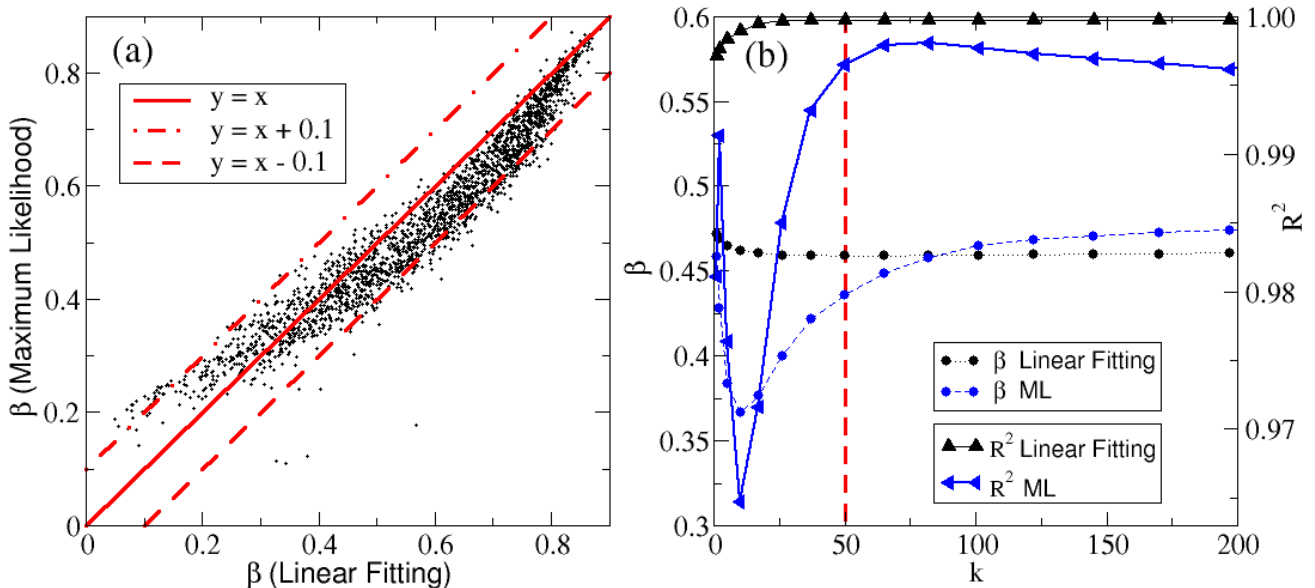 (a)
y = x
y = x + 0.1
y = x - 0.1
0.8
0.6
0.4
0.2
0
β (Maximum Likelihood)
0 0.2 0.4 0.6 0.8
β (Linear Fitting)
(b)
0.6
0.55
0.5
0.45
0.4
0.35
0.3
β
β Linear Fitting
β ML
R² Linear Fitting
R² ML
1.00
0.99
0.98
0.97
R²
0 50 100 150 200
k